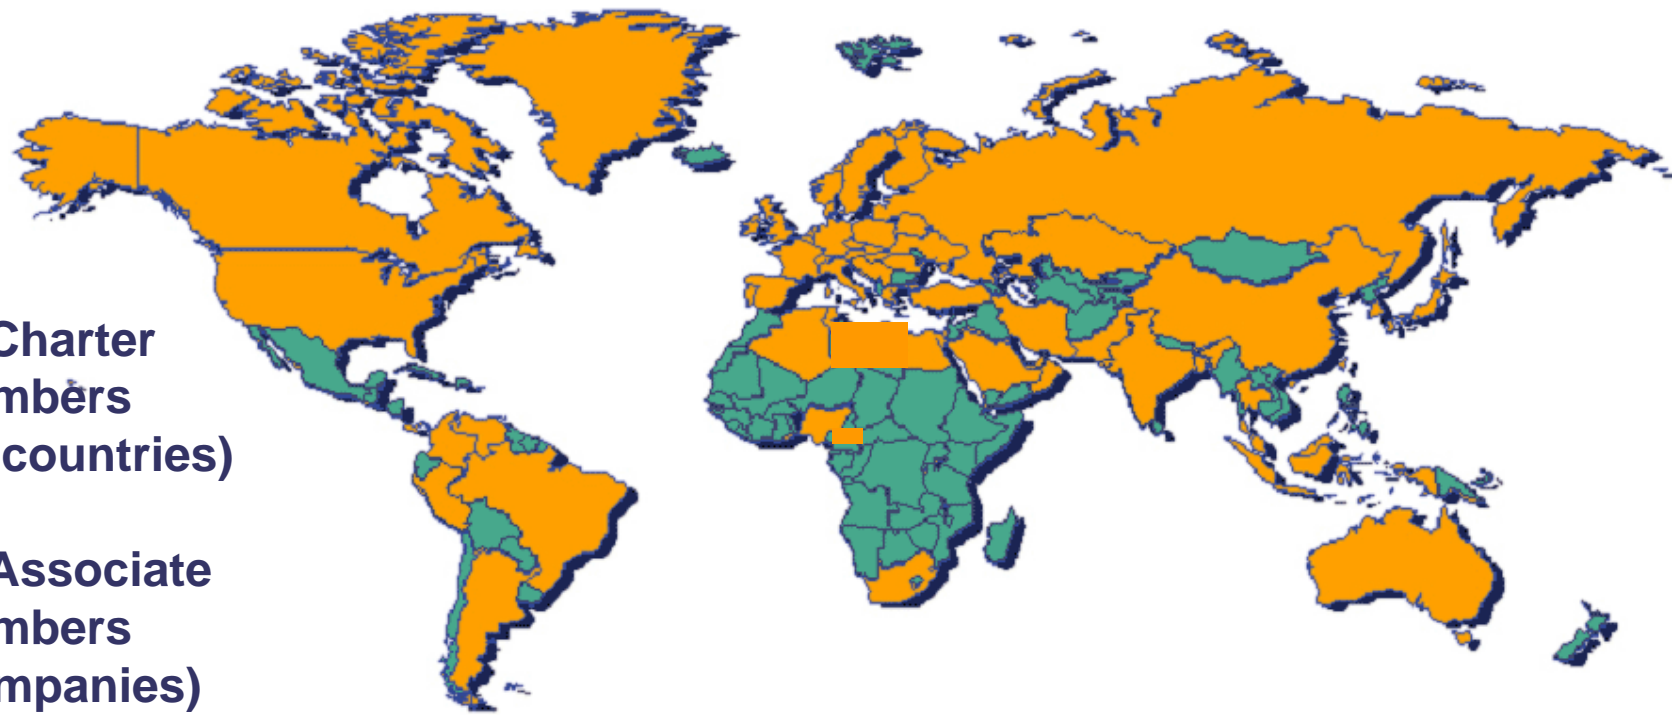 Charter
mbers
countries)
Associate
mbers
mpanies)